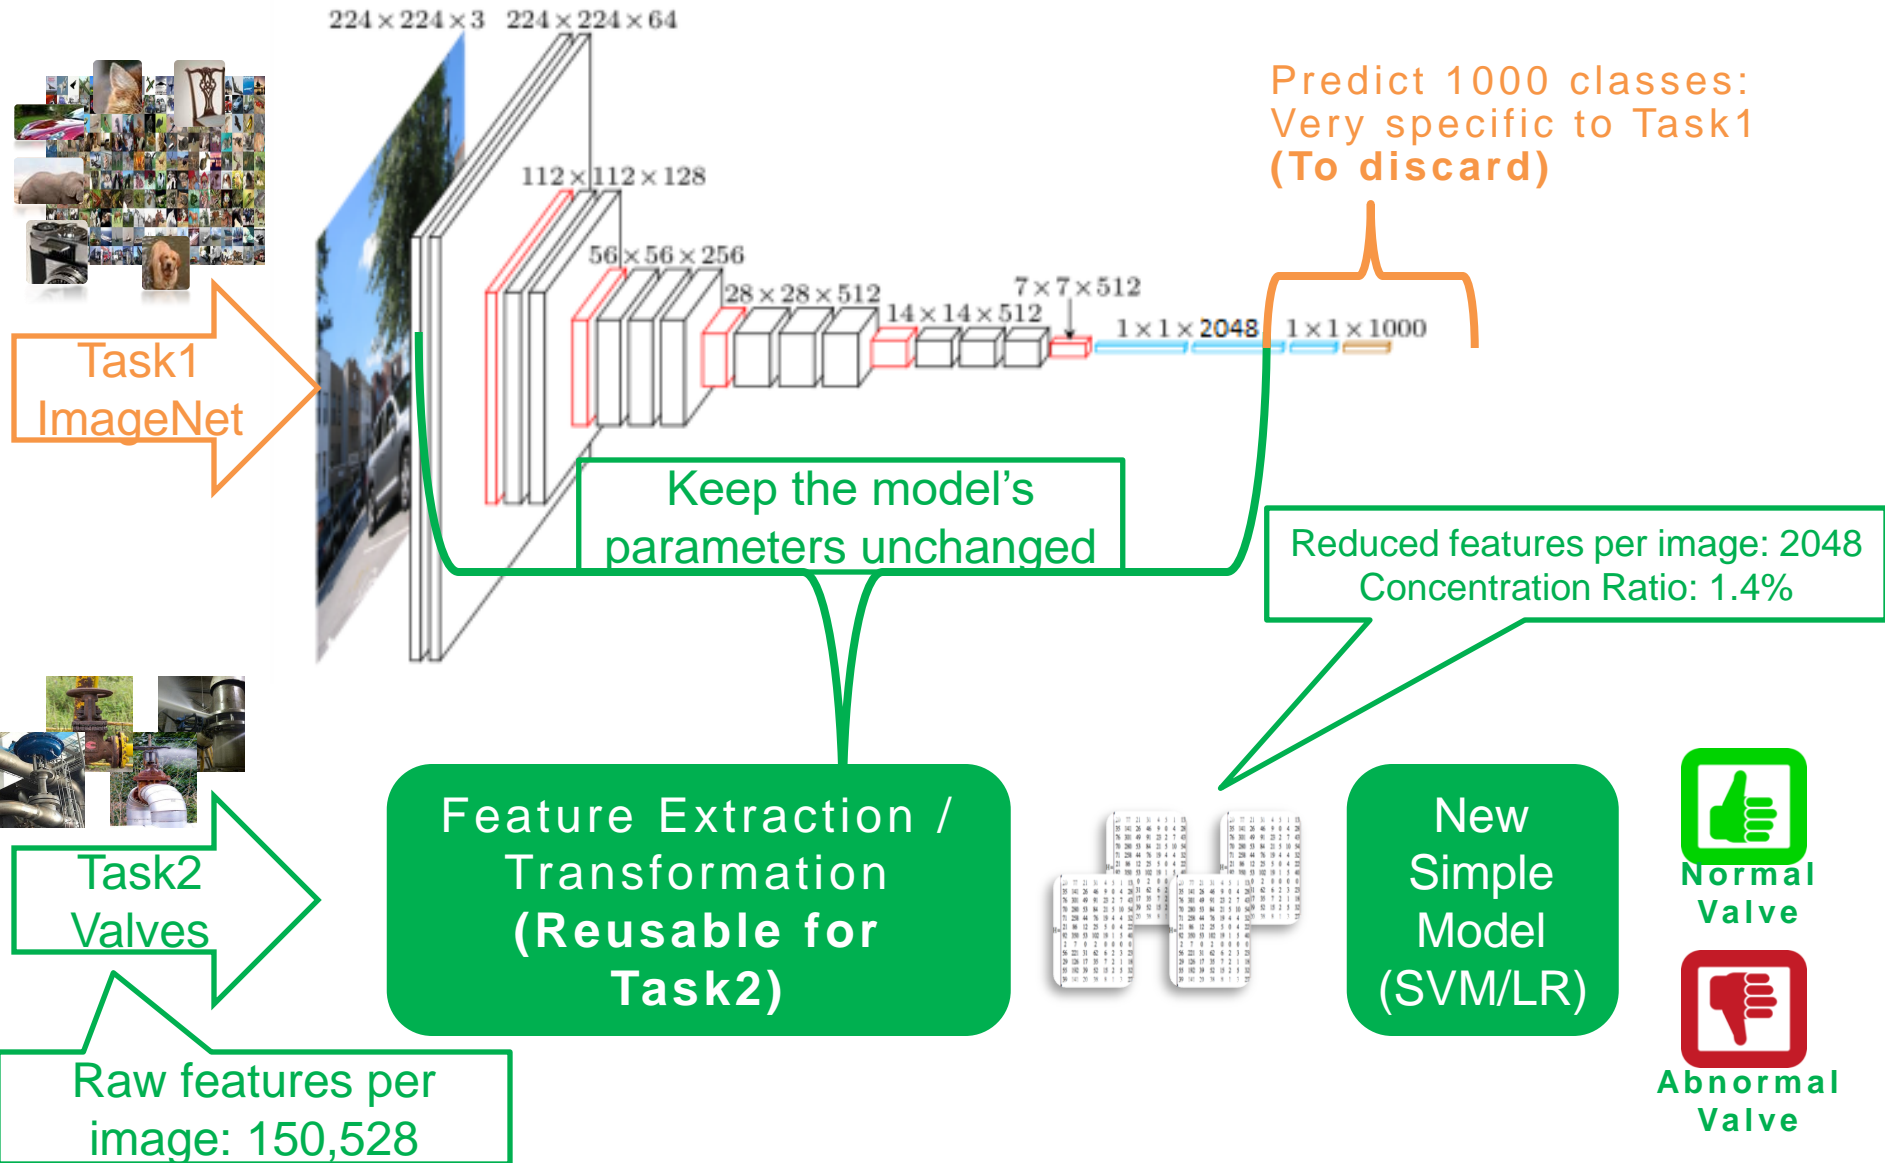 224 × 224 × 3
224 × 224 × 64
Predict 1000 classes:
Very specific to Task1
(To discard)
112 × 112 × 128
56 × 56 × 256
28 × 28 × 512
14 × 14 × 512
7 × 7 × 512
1 × 1 × 2048
1 × 1 × 1000
Task1
ImageNet
Keep the model’s
parameters unchanged
Reduced features per image: 2048
Concentration Ratio: 1.4%
Task2
Valves
Feature Extraction /
Transformation
(Reusable for
Task2)
New
Simple
Model
(SVM/LR)
Normal
Valve
Abnormal
Valve
Raw features per
image: 150,528